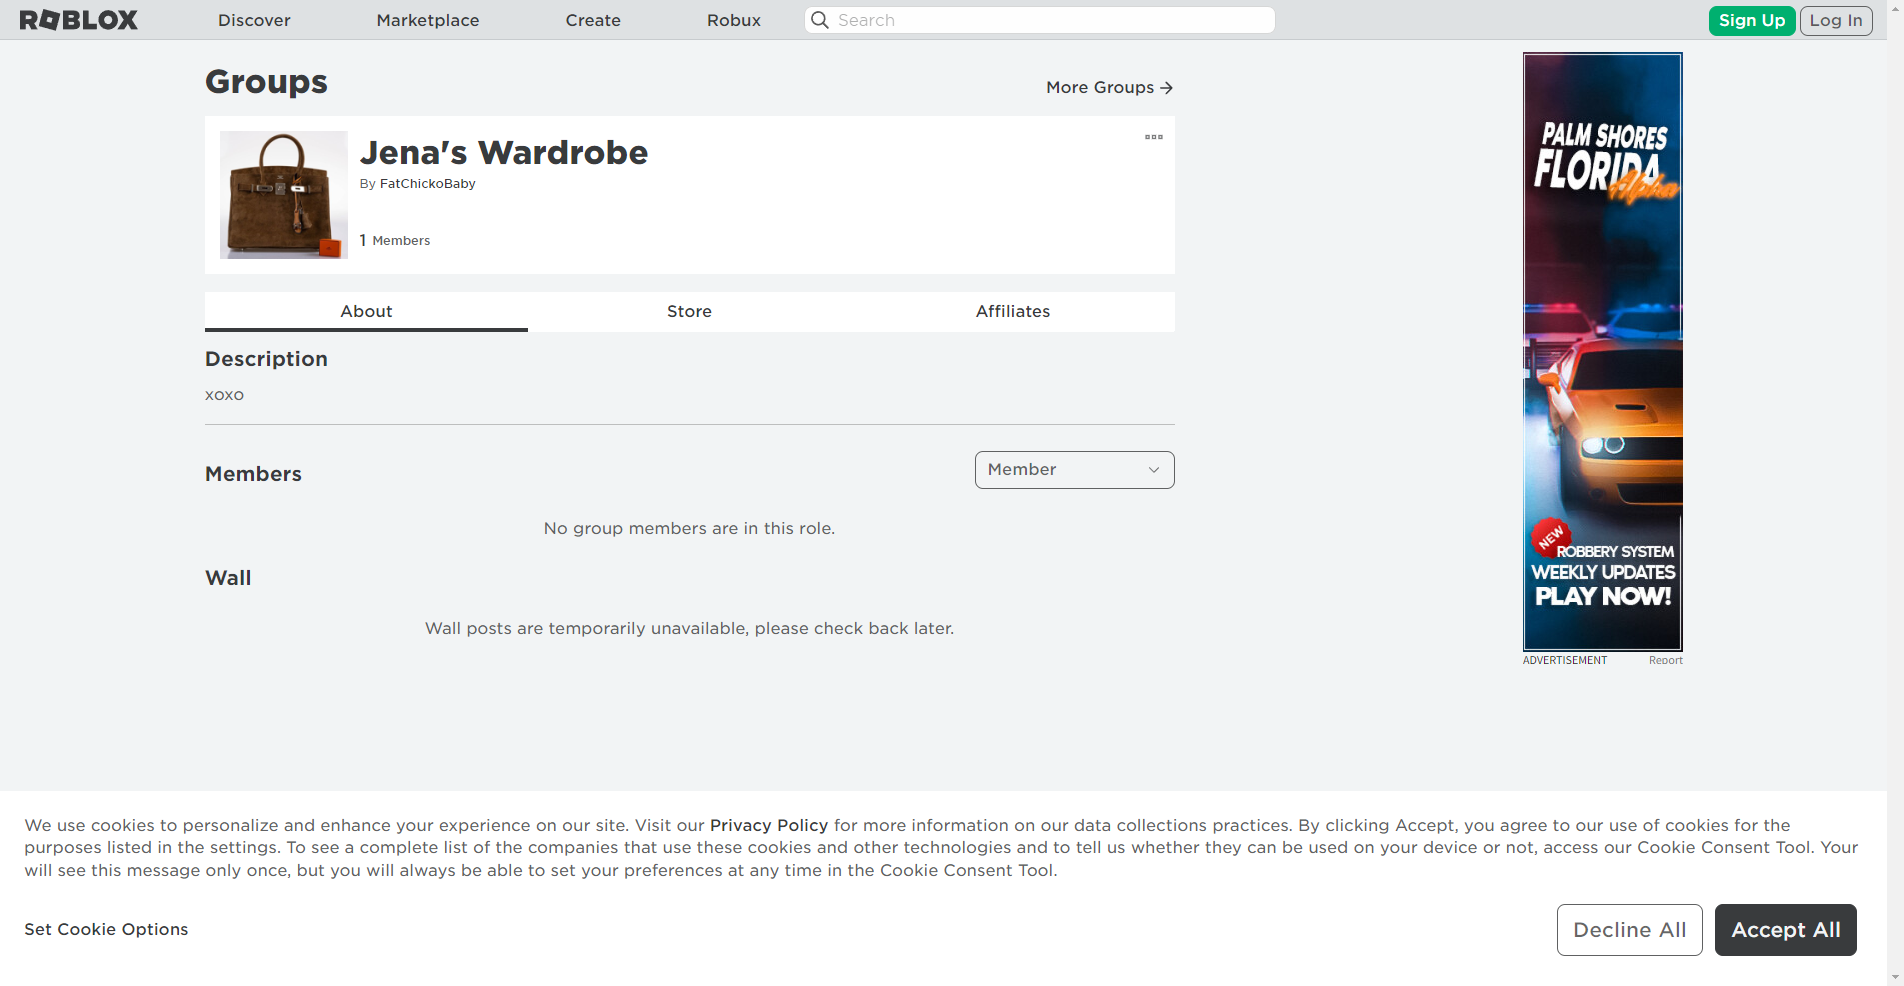 ROBLOX
Discover
Marketplace
Create
Robux
Search
Sign Up
Log In
Groups
More Groups
Jena's Wardrobe
By FatChickoBaby
1 Members
About
Store
Affiliates
Description
xoxo
Members
Member
No group members are in this role.
Wall
Wall posts are temporarily unavailable, please check back later.
PALM SHORES
FLORIDA
Alpha
NEW
ROBBERY SYSTEM
WEEKLY UPDATES
PLAY NOW!
ADVERTISEMENT
Report
We use cookies to personalize and enhance your experience on our site. Visit our Privacy Policy for more information on our data collections practices. By clicking Accept, you agree to our use of cookies for the
purposes listed in the settings. To see a complete list of the companies that use these cookies and other technologies and to tell us whether they can be used on your device or not, access our Cookie Consent Tool. Your
will see this message only once, but you will always be able to set your preferences at any time in the Cookie Consent Tool.
Set Cookie Options
Decline All
Accept All